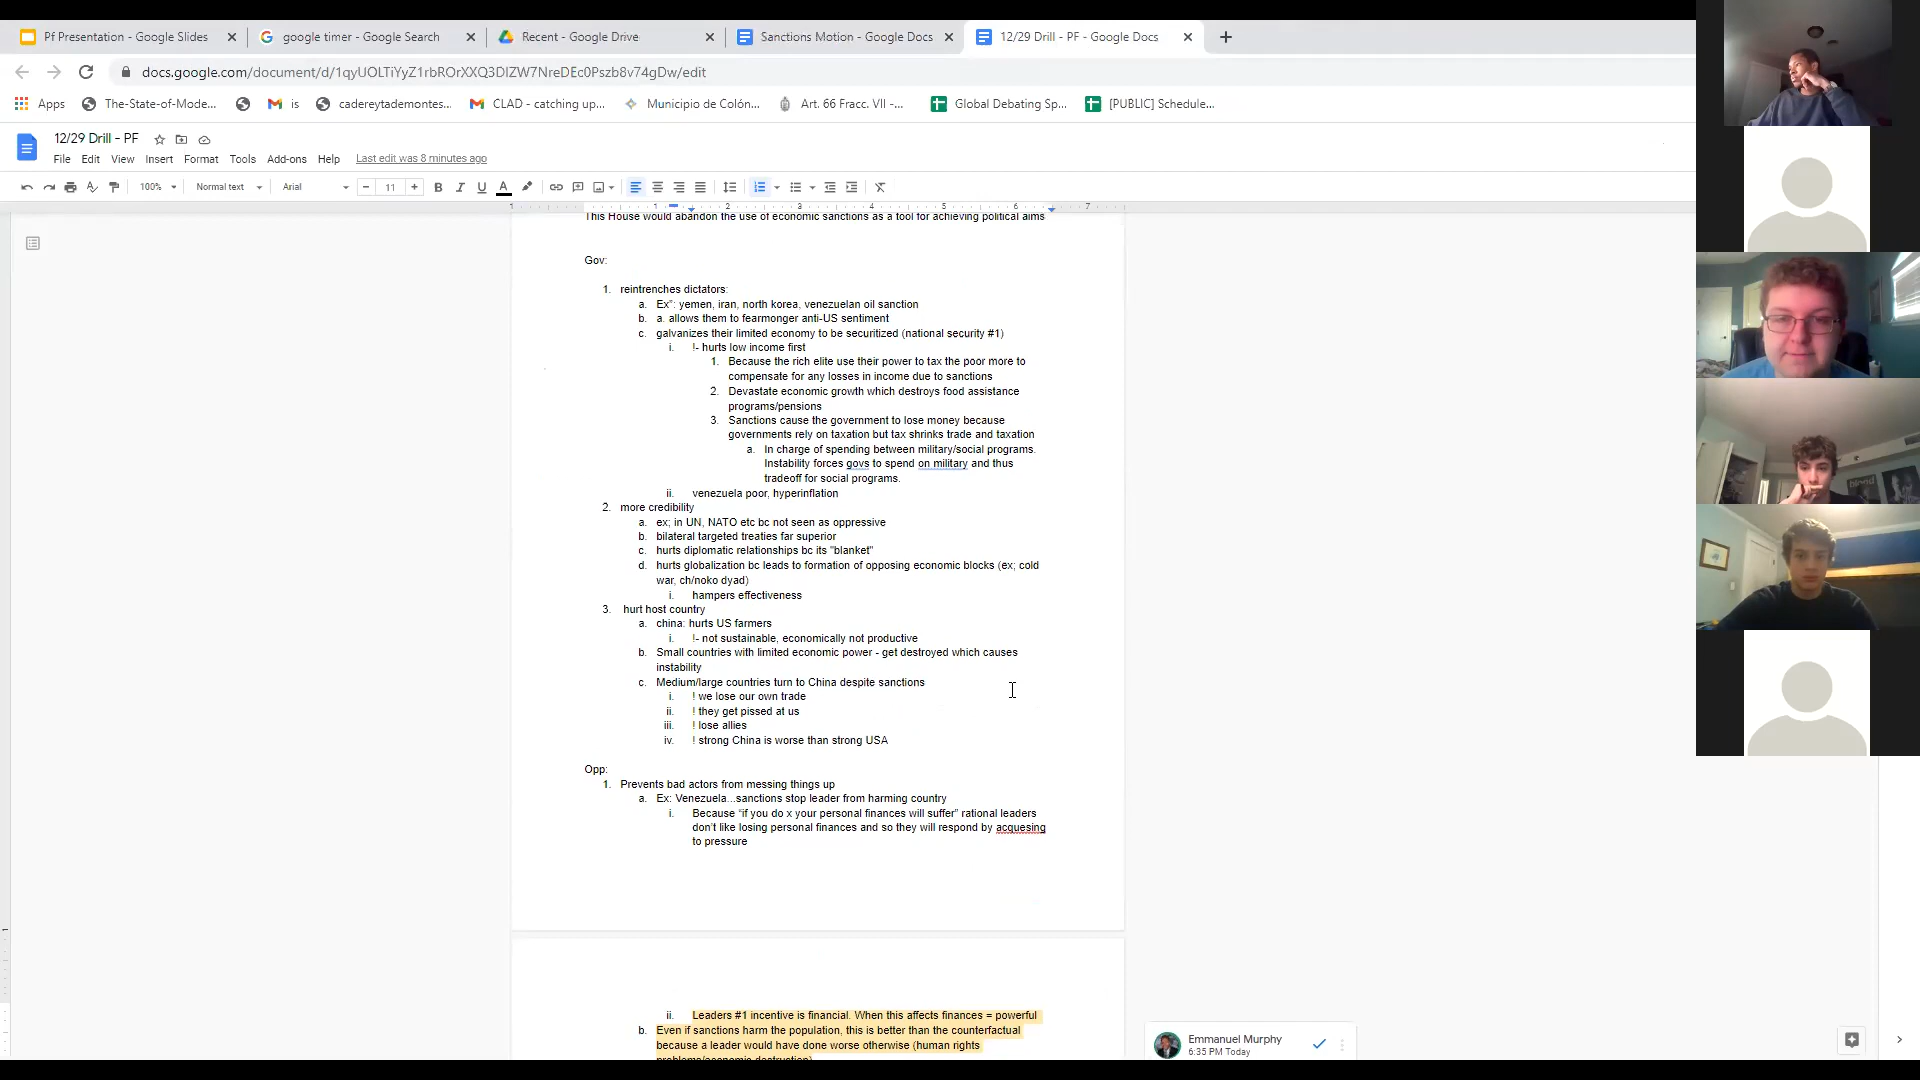 Pf Presentation - Google Slides
google timer - Google Search
Recent - Google Drive
Sanctions Motion - Google Docs
12/29 Drill - PF - Google Docs
docs.google.com/document/d/1qyUOLTiYyZ1rbROrXXQ3DIZW7NreDEc0Pszb8v74gDw/edit
Apps
The-State-of-Mode...
is
cadereytademontes...
CLAD - catching up...
Municipio de Colón...
Art. 66 Fracc. VII -...
Global Debating Sp...
[PUBLIC] Schedule...
12/29 Drill - PF
File Edit View Insert Format Tools Add-ons Help Last edit was 8 minutes ago
100% Normal text Arial 11 B I U A
1 1 2 3 4 5 6 7
This House would abandon the use of economic sanctions as a tool for achieving political aims
Gov:
1. reintrenches dictators:
a. Ex": yemen, iran, north korea, venezuelan oil sanction
b. a. allows them to fearmonger anti-US sentiment
c. galvanizes their limited economy to be securitized (national security #1)
i. !- hurts low income first
1. Because the rich elite use their power to tax the poor more to
compensate for any losses in income due to sanctions
2. Devastate economic growth which destroys food assistance
programs/pensions
3. Sanctions cause the government to lose money because
governments rely on taxation but tax shrinks trade and taxation
a. In charge of spending between military/social programs.
Instability forces govs to spend on military and thus
tradeoff for social programs.
ii. venezuela poor, hyperinflation
2. more credibility
a. ex; in UN, NATO etc bc not seen as oppressive
b. bilateral targeted treaties far superior
c. hurts diplomatic relationships bc its "blanket"
d. hurts globalization bc leads to formation of opposing economic blocks (ex; cold
war, ch/noko dyad)
i. hampers effectiveness
3. hurt host country
a. china: hurts US farmers
i. !- not sustainable, economically not productive
b. Small countries with limited economic power - get destroyed which causes
instability
c. Medium/large countries turn to China despite sanctions
i. ! we lose our own trade
ii. ! they get pissed at us
iii. ! lose allies
iv. ! strong China is worse than strong USA
Opp:
1. Prevents bad actors from messing things up
a. Ex: Venezuela...sanctions stop leader from harming country
i. Because “if you do x your personal finances will suffer” rational leaders
don’t like losing personal finances and so they will respond by acquesing
to pressure
ii. Leaders #1 incentive is financial. When this affects finances = powerful
b. Even if sanctions harm the population, this is better than the counterfactual
because a leader would have done worse otherwise (human rights
problems/economic destruction)
Emmanuel Murphy
6:35 PM Today